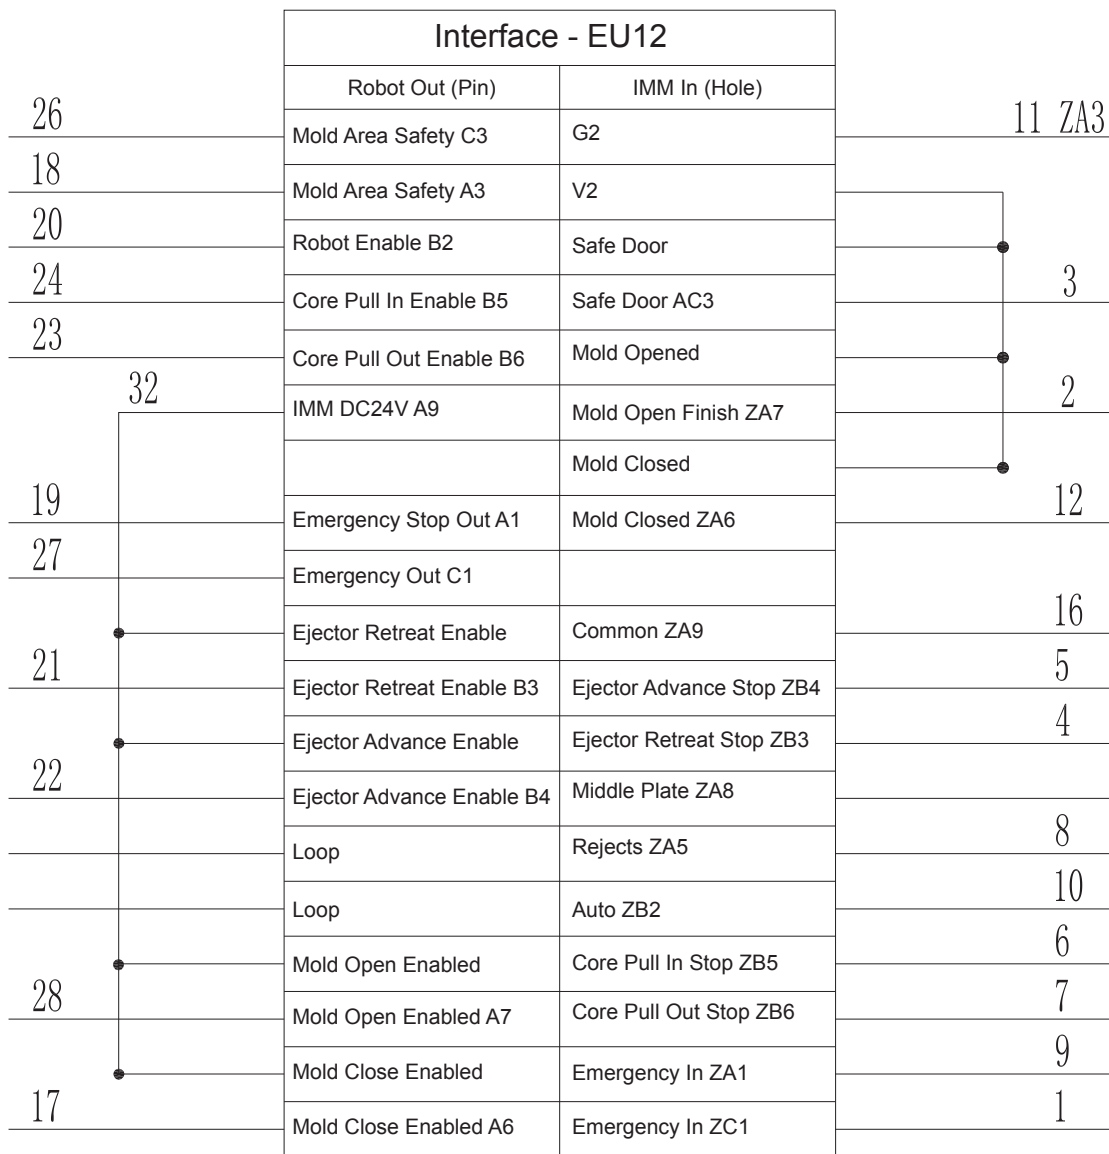 Interface - EU12
Robot Out (Pin) IMM In (Hole)
26 Mold Area Safety C3 G2 11 ZA3
18 Mold Area Safety A3 V2
20 Robot Enable B2 Safe Door
24 Core Pull In Enable B5 Safe Door AC3 3
23 Core Pull Out Enable B6 Mold Opened
32 IMM DC24V A9 Mold Open Finish ZA7 2
Mold Closed
19 Emergency Stop Out A1 Mold Closed ZA6 12
27 Emergency Out C1
Ejector Retreat Enable Common ZA9 16
21 Ejector Retreat Enable B3 Ejector Advance Stop ZB4 5
Ejector Advance Enable Ejector Retreat Stop ZB3 4
22 Ejector Advance Enable B4 Middle Plate ZA8
Loop Rejects ZA5 8
Loop Auto ZB2 10
Mold Open Enabled Core Pull In Stop ZB5 6
28 Mold Open Enabled A7 Core Pull Out Stop ZB6 7
Mold Close Enabled Emergency In ZA1 9
17 Mold Close Enabled A6 Emergency In ZC1 1